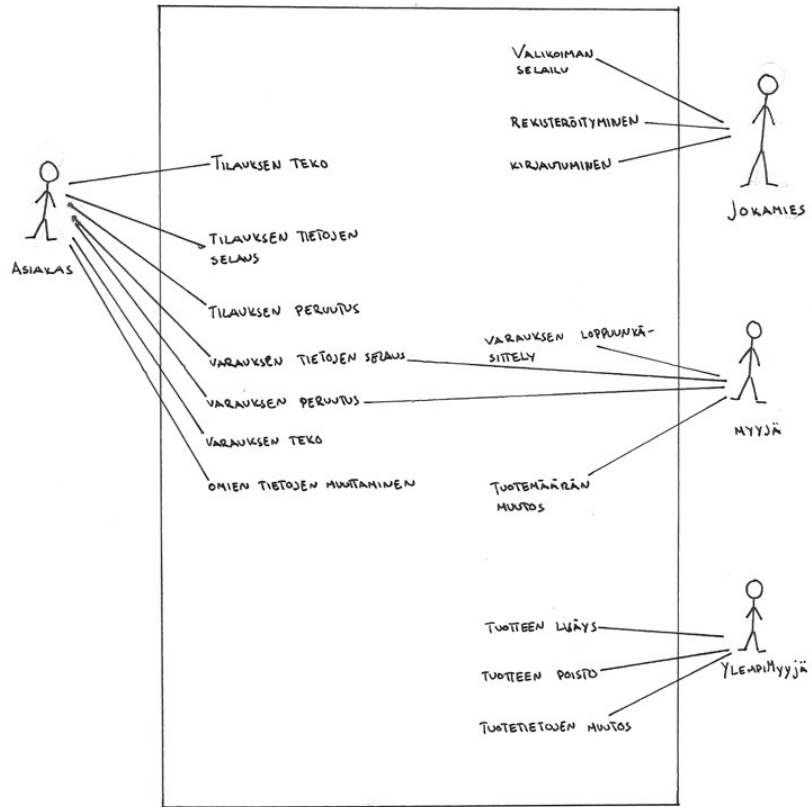 VALIKOIMAN
SELAILU
REKISTERÖITYMINEN
KIRJAUTUMINEN
JOKAMIES
TILAUKSEN TEKO
TILAUKSEN TIETOJEN
SELAUS
ASIAKAS
TILAUKSEN PERUUTUS
VARAUKSEN TIETOJEN SELAUS
VARAUKSEN LOPPUUNKÄ-
SITTELY
VARAUKSEN PERUUTUS
MYYJÄ
VARAUKSEN TEKO
OMIEN TIETOJEN MUUTTAMINEN
TUOTEMÄÄRÄN
MUUTOS
TUOTTEEN LISÄYS
TUOTTEEN POISTO
YLEMPIMYYJÄ
TUOTETIETOJEN MUUTOS